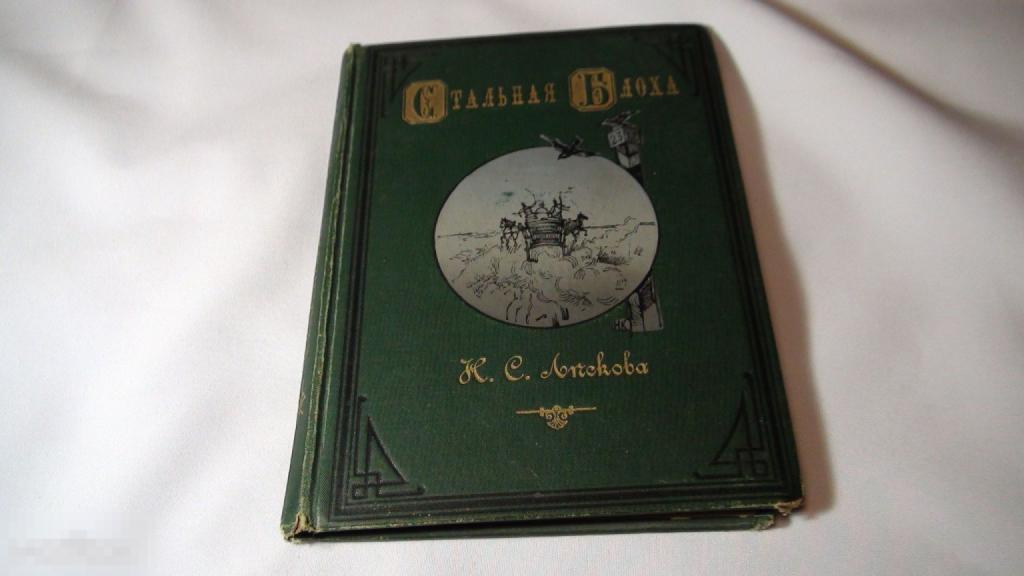 Стальная Блоха
Н. С. Лѣскова